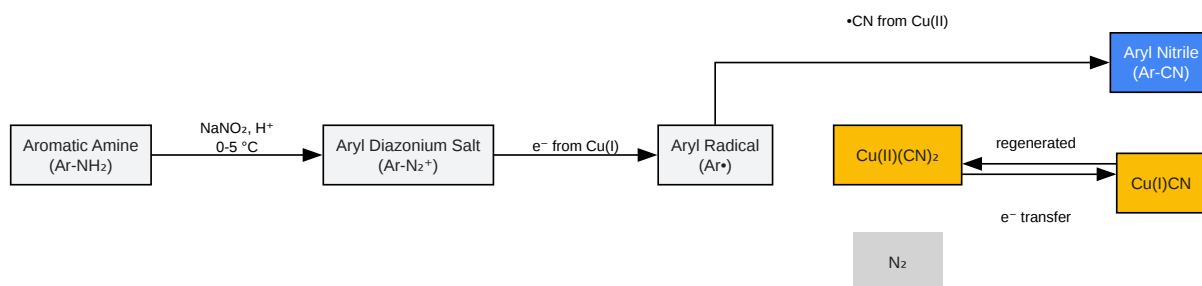 •CN from Cu(II)
Aryl Nitrile
(Ar-CN)
NaNO₂, H⁺
0-5 °C
Aromatic Amine
(Ar-NH₂)
Aryl Diazonium Salt
(Ar-N₂⁺)
e⁻ from Cu(I)
Aryl Radical
(Ar•)
Cu(II)(CN)₂
regenerated
Cu(I)CN
e⁻ transfer
N₂